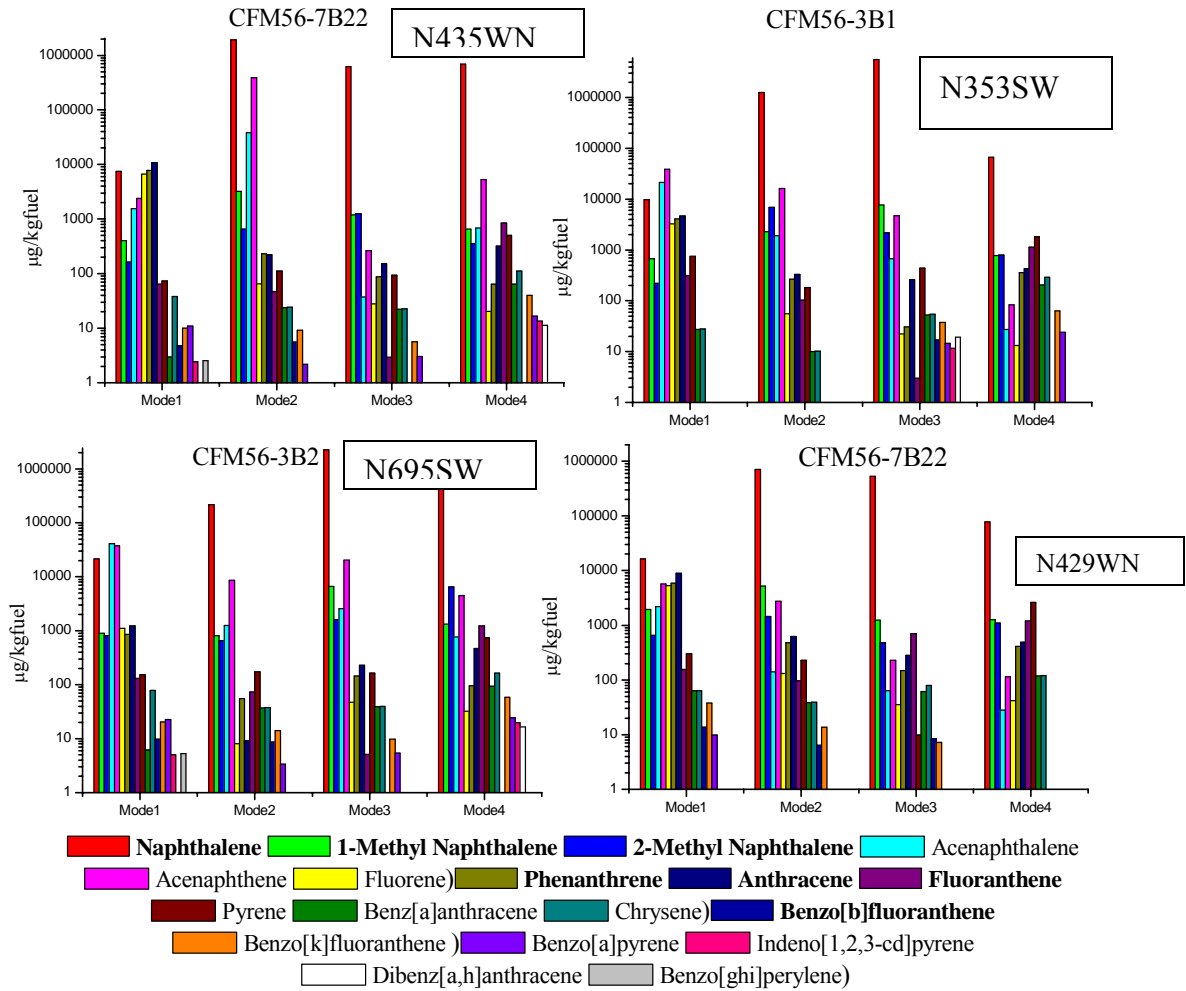 CFM56-7B22
N435WN
1000000
100000
10000
1000
100
10
1
µg/kgfuel
Mode1 Mode2 Mode3 Mode4
CFM56-3B1
N353SW
1000000
100000
10000
1000
100
10
1
µg/kgfuel
Mode1 Mode2 Mode3 Mode4
CFM56-3B2
N695SW
1000000
100000
10000
1000
100
10
1
µg/kgfuel
Mode1 Mode2 Mode3 Mode4
CFM56-7B22
N429WN
1000000
100000
10000
1000
100
10
1
µg/kgfuel
Mode1 Mode2 Mode3 Mode4
Naphthalene 1-Methyl Naphthalene 2-Methyl Naphthalene Acenaphthalene
Acenaphthene Fluorene) Phenanthrene Anthracene Fluoranthene
Pyrene Benz[a]anthracene Chrysene) Benzo[b]fluoranthene
Benzo[k]fluoranthene ) Benzo[a]pyrene Indeno[1,2,3-cd]pyrene
Dibenz[a,h]anthracene Benzo[ghi]perylene)